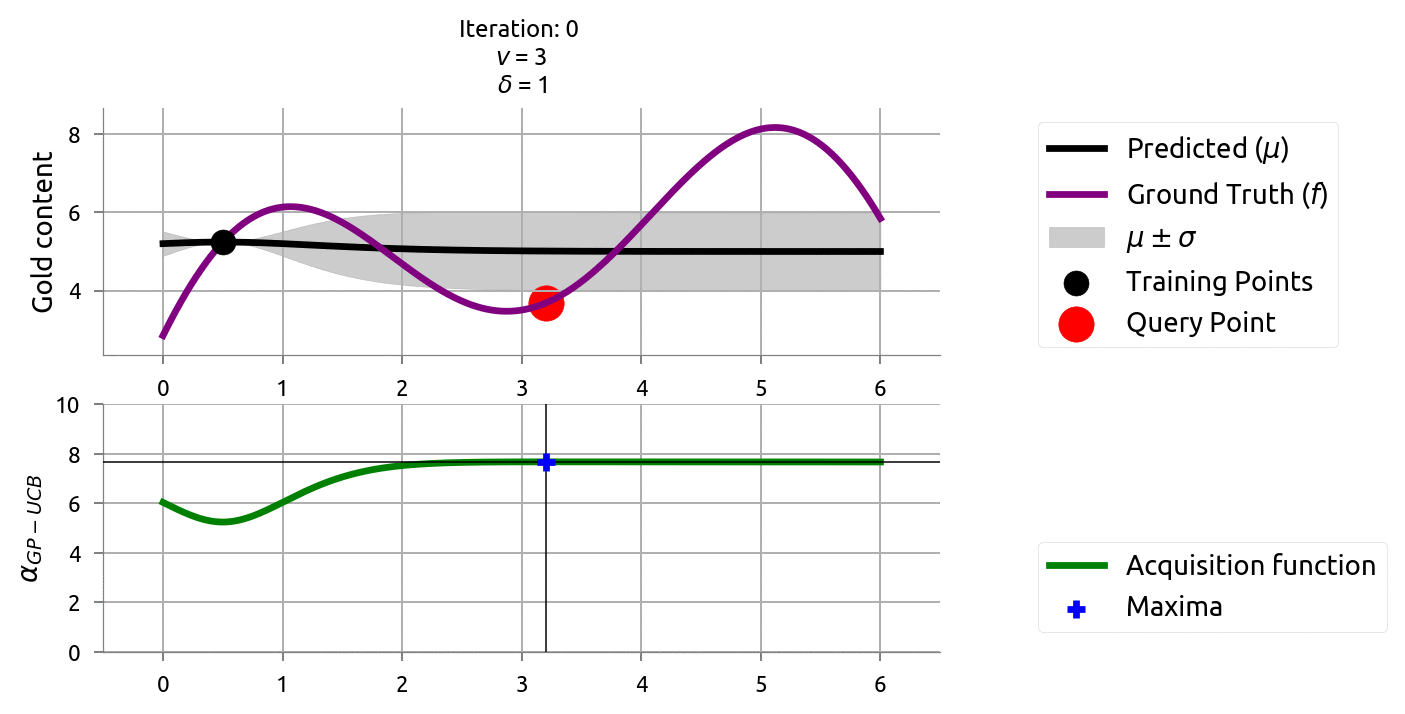 Iteration: 0
ν = 3
δ = 1
Gold content
8
6
4
0 1 2 3 4 5 6
Predicted (μ)
Ground Truth (f)
μ ± σ
Training Points
Query Point
α_{GP − UCB}
10
8
6
4
2
0
0 1 2 3 4 5 6
Acquisition function
Maxima